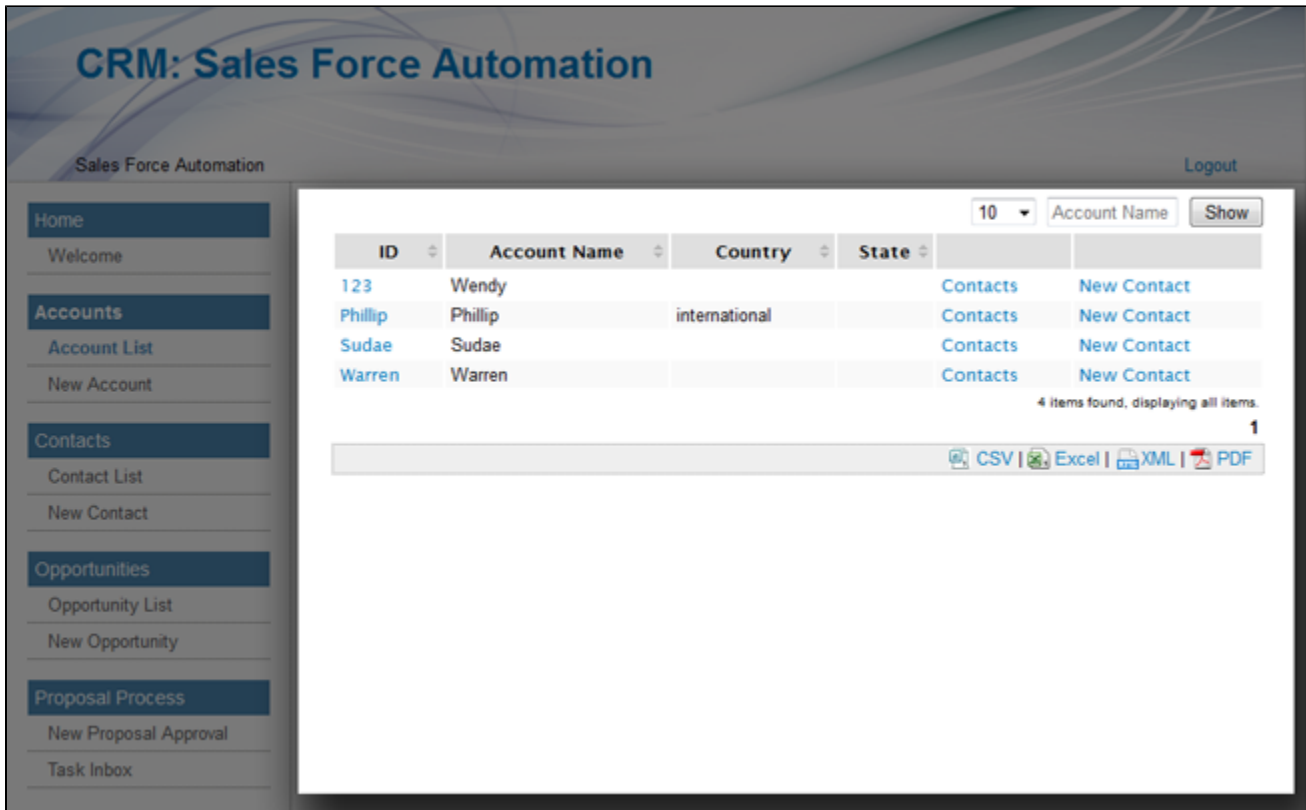 CRM: Sales Force Automation
Sales Force Automation
Logout
Home
Welcome
Accounts
Account List
New Account
Contacts
Contact List
New Contact
Opportunities
Opportunity List
New Opportunity
Proposal Process
New Proposal Approval
Task Inbox
10 Account Name Show
ID Account Name Country State
123 Wendy Contacts New Contact
Phillip Phillip international Contacts New Contact
Sudae Sudae Contacts New Contact
Warren Warren Contacts New Contact
4 items found, displaying all items.
1
CSV | Excel | XML | PDF